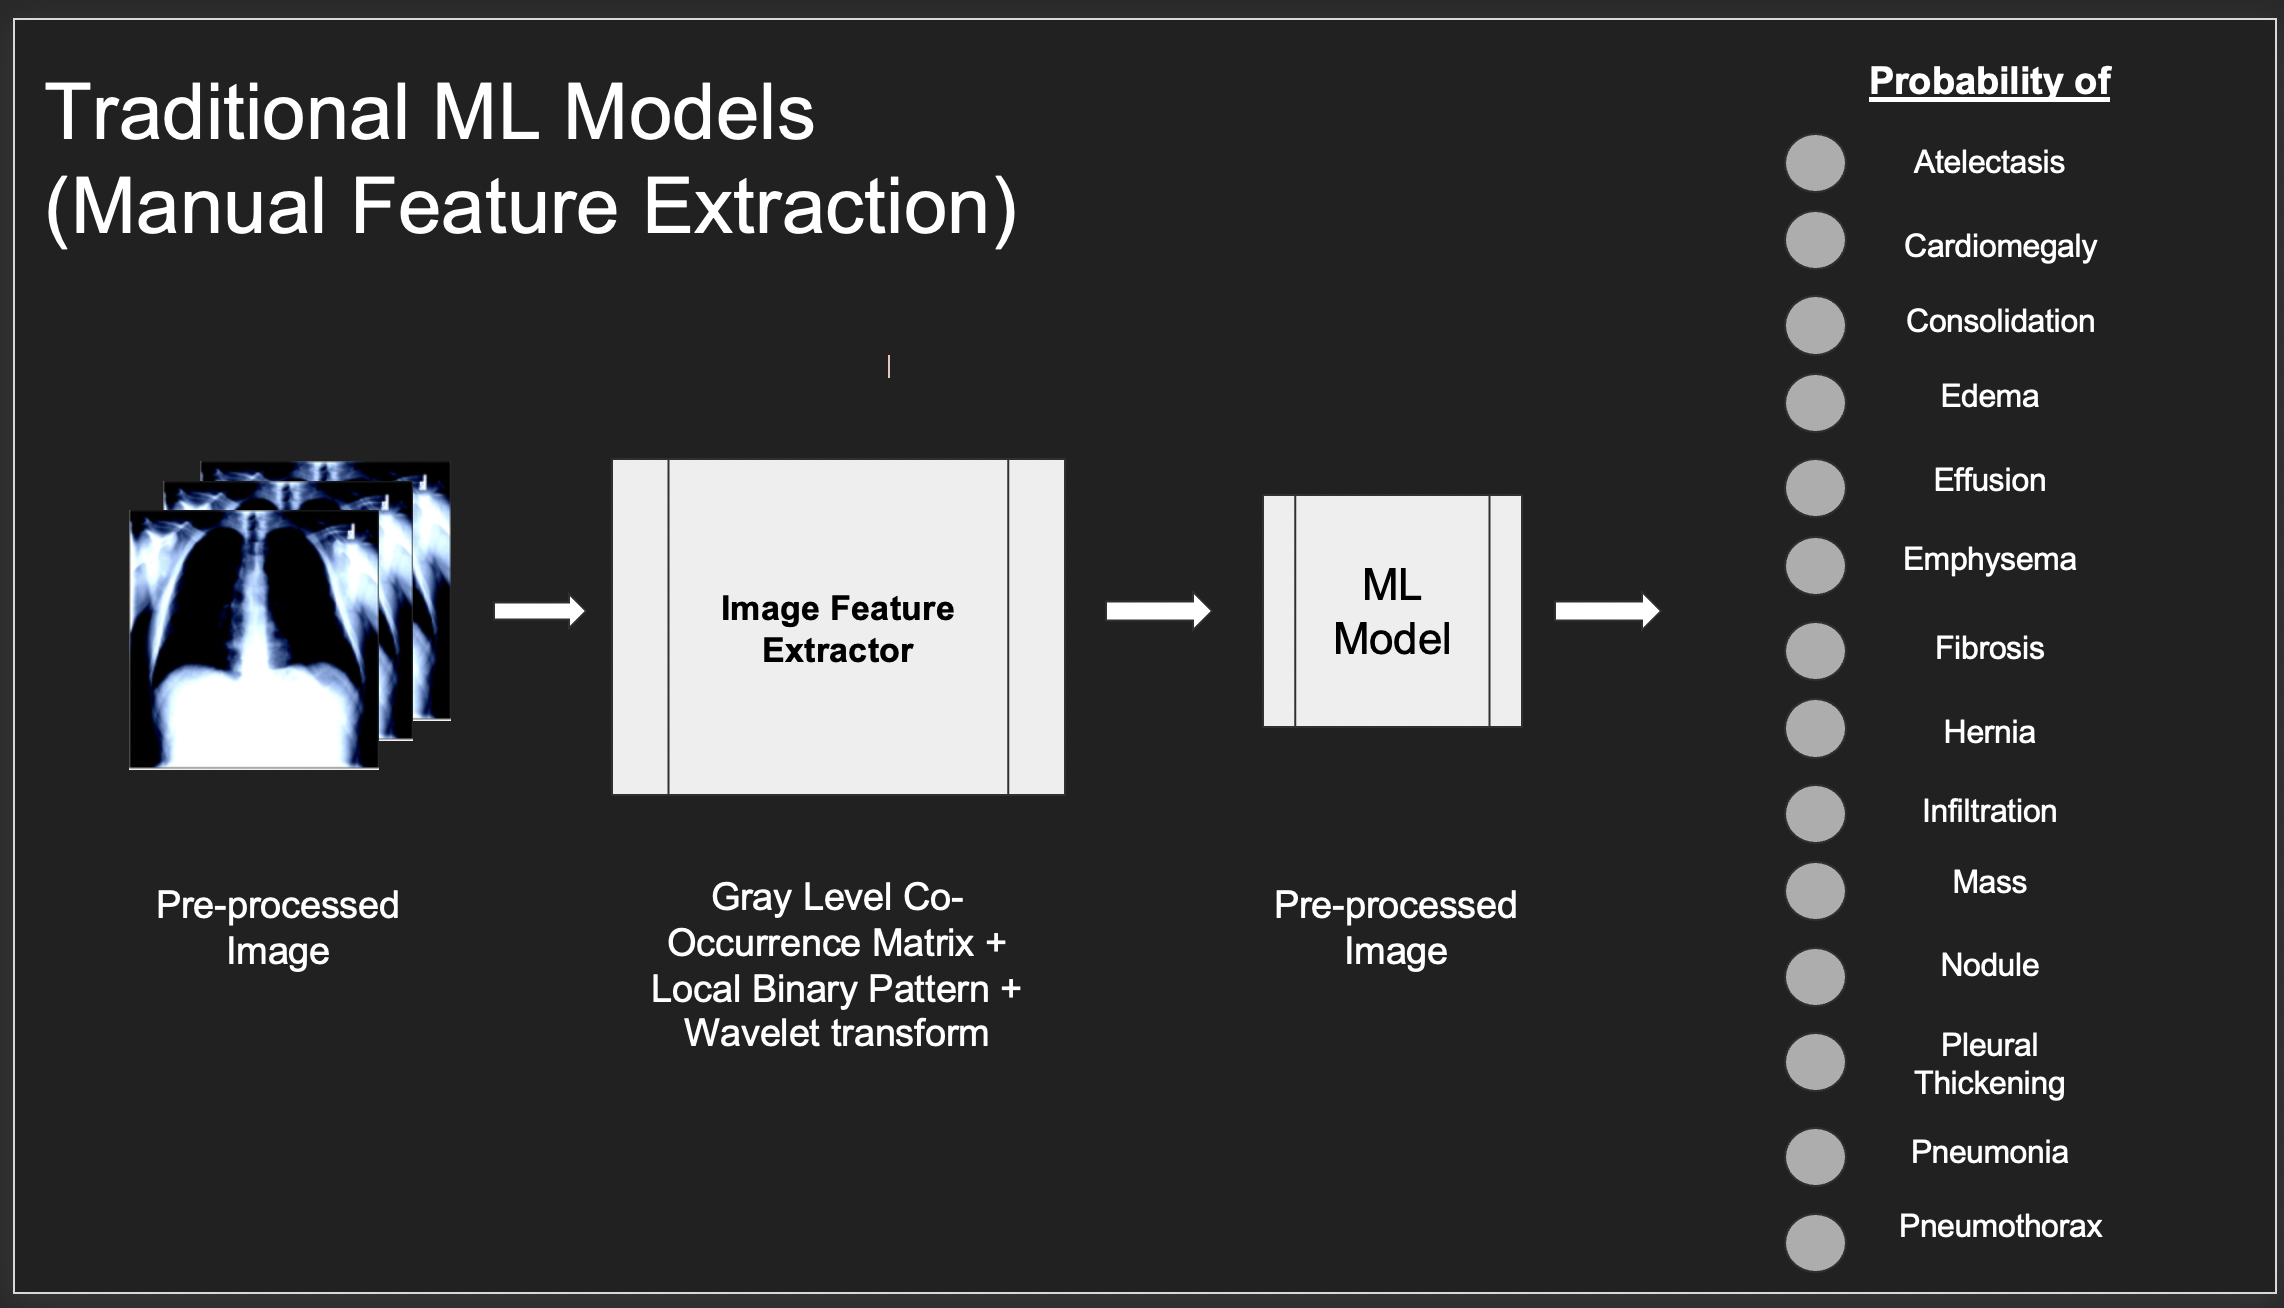 Traditional ML Models
(Manual Feature Extraction)
Image Feature
Extractor
ML
Model
Pre-processed
Image
Gray Level Co-
Occurrence Matrix +
Local Binary Pattern +
Wavelet transform
Pre-processed
Image
Probability of
Atelectasis
Cardiomegaly
Consolidation
Edema
Effusion
Emphysema
Fibrosis
Hernia
Infiltration
Mass
Nodule
Pleural
Thickening
Pneumonia
Pneumothorax